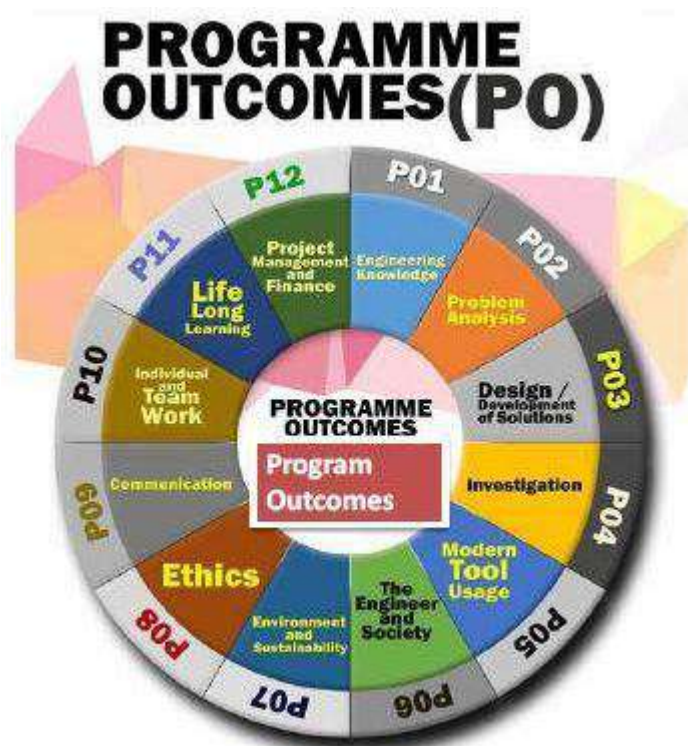 PROGRAMME
OUTCOMES(PO)
P01
Engineering
Knowledge
P02
Problem
Analysis
P03
Design /
Development
of Solutions
P04
Investigation
P05
Modern
Tool
Usage
P06
The
Engineer
and
Society
P07
Environment
and
Sustainability
P08
Ethics
P09
Communication
P10
Individual
and
Team
Work
P11
Life
Long
Learning
P12
Project
Management
and
Finance
PROGRAMME
OUTCOMES
Program
Outcomes